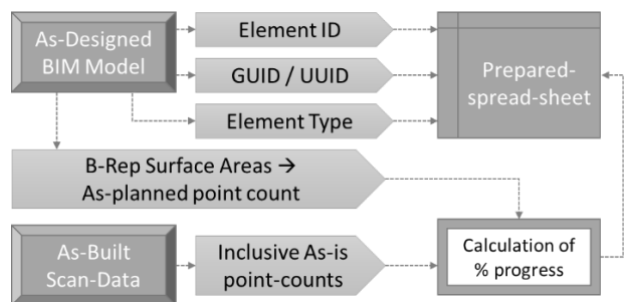 As-Designed
BIM Model
Element ID
GUID / UUID
Element Type
Prepared-
spread-sheet
B-Rep Surface Areas →
As-planned point count
As-Built
Scan-Data
Inclusive As-is
point-counts
Calculation of
% progress